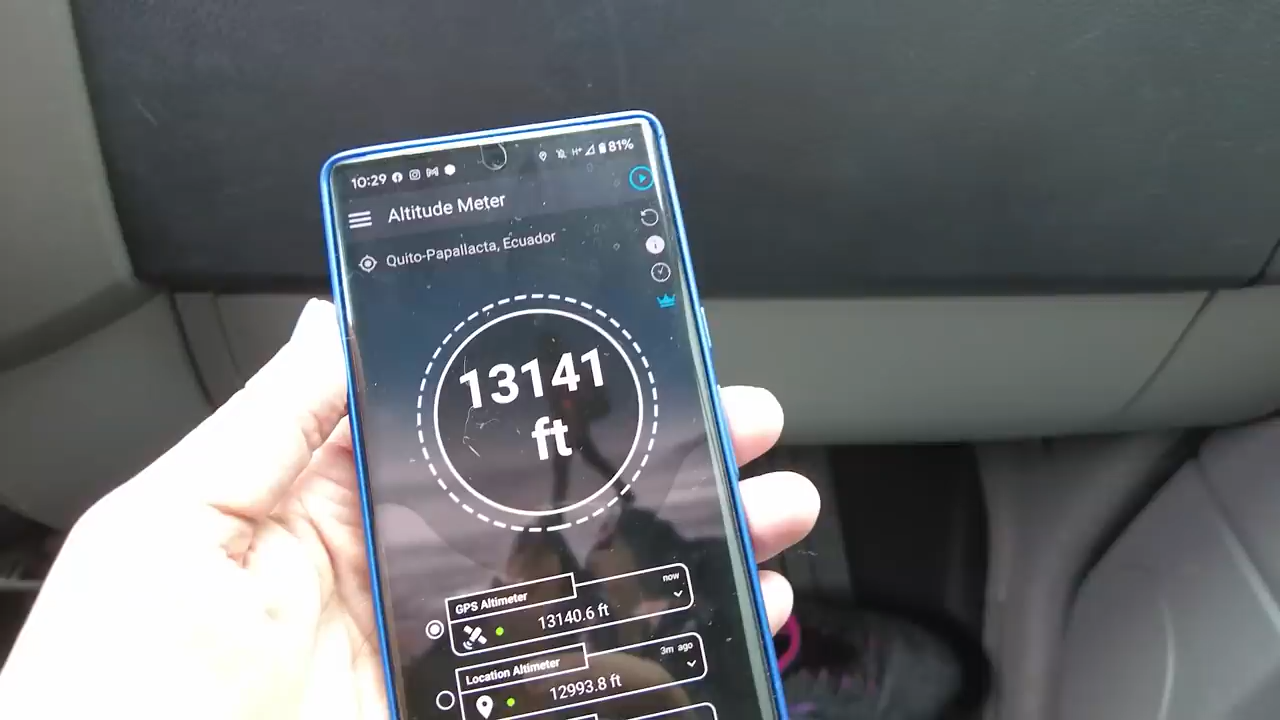 10:29 H+ 81%
Altitude Meter
Quito-Papallacta, Ecuador
13141
ft
now
GPS Altimeter
13140.6 ft
3m ago
Location Altimeter
12993.8 ft